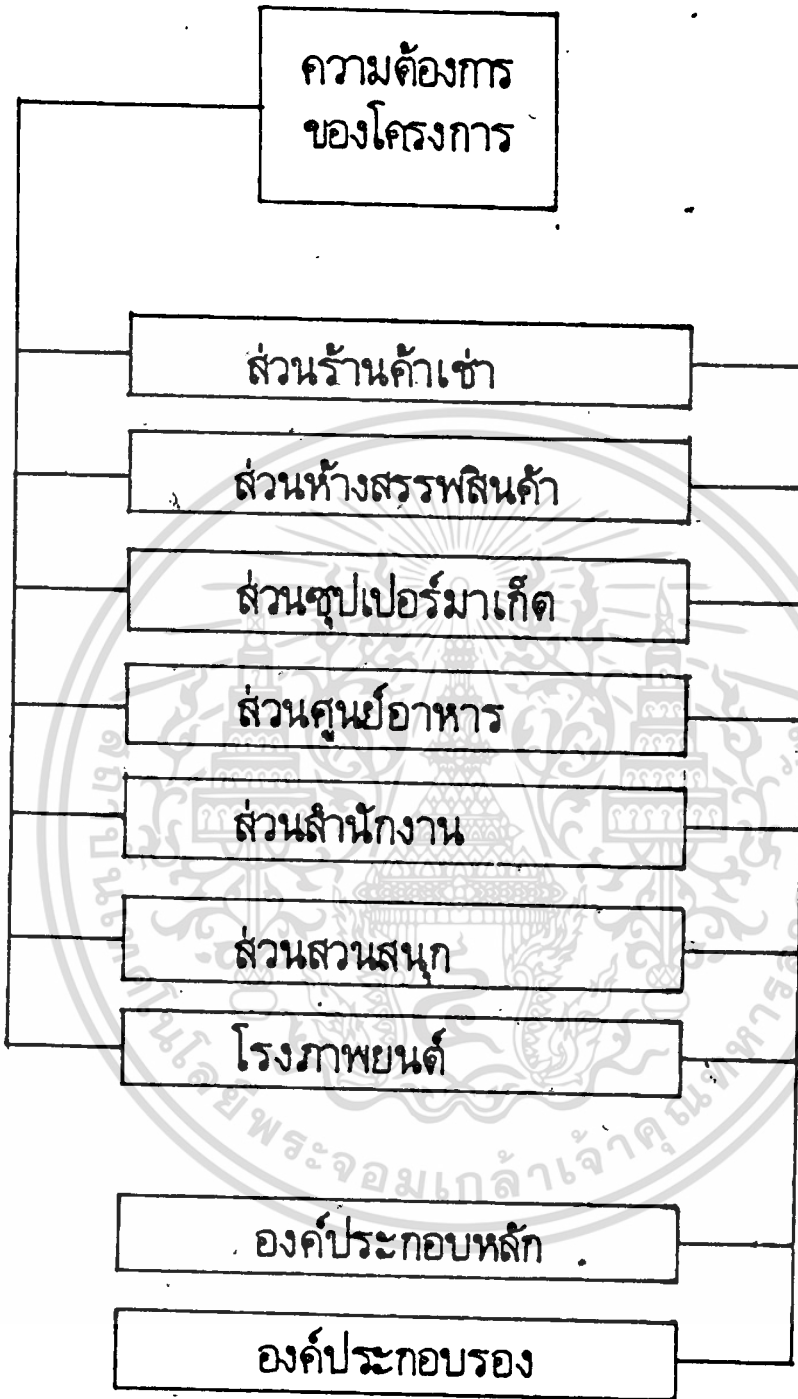 ความต้องการ
ของโครงการ
ส่วนร้านค้าเช่า
ส่วนห้างสรรพสินค้า
ส่วนซุปเปอร์มาเก็ต
ส่วนศูนย์อาหาร
ส่วนสำนักงาน
ส่วนสวนสนุก
โรงภาพยนต์
องค์ประกอบหลัก
องค์ประกอบรอง